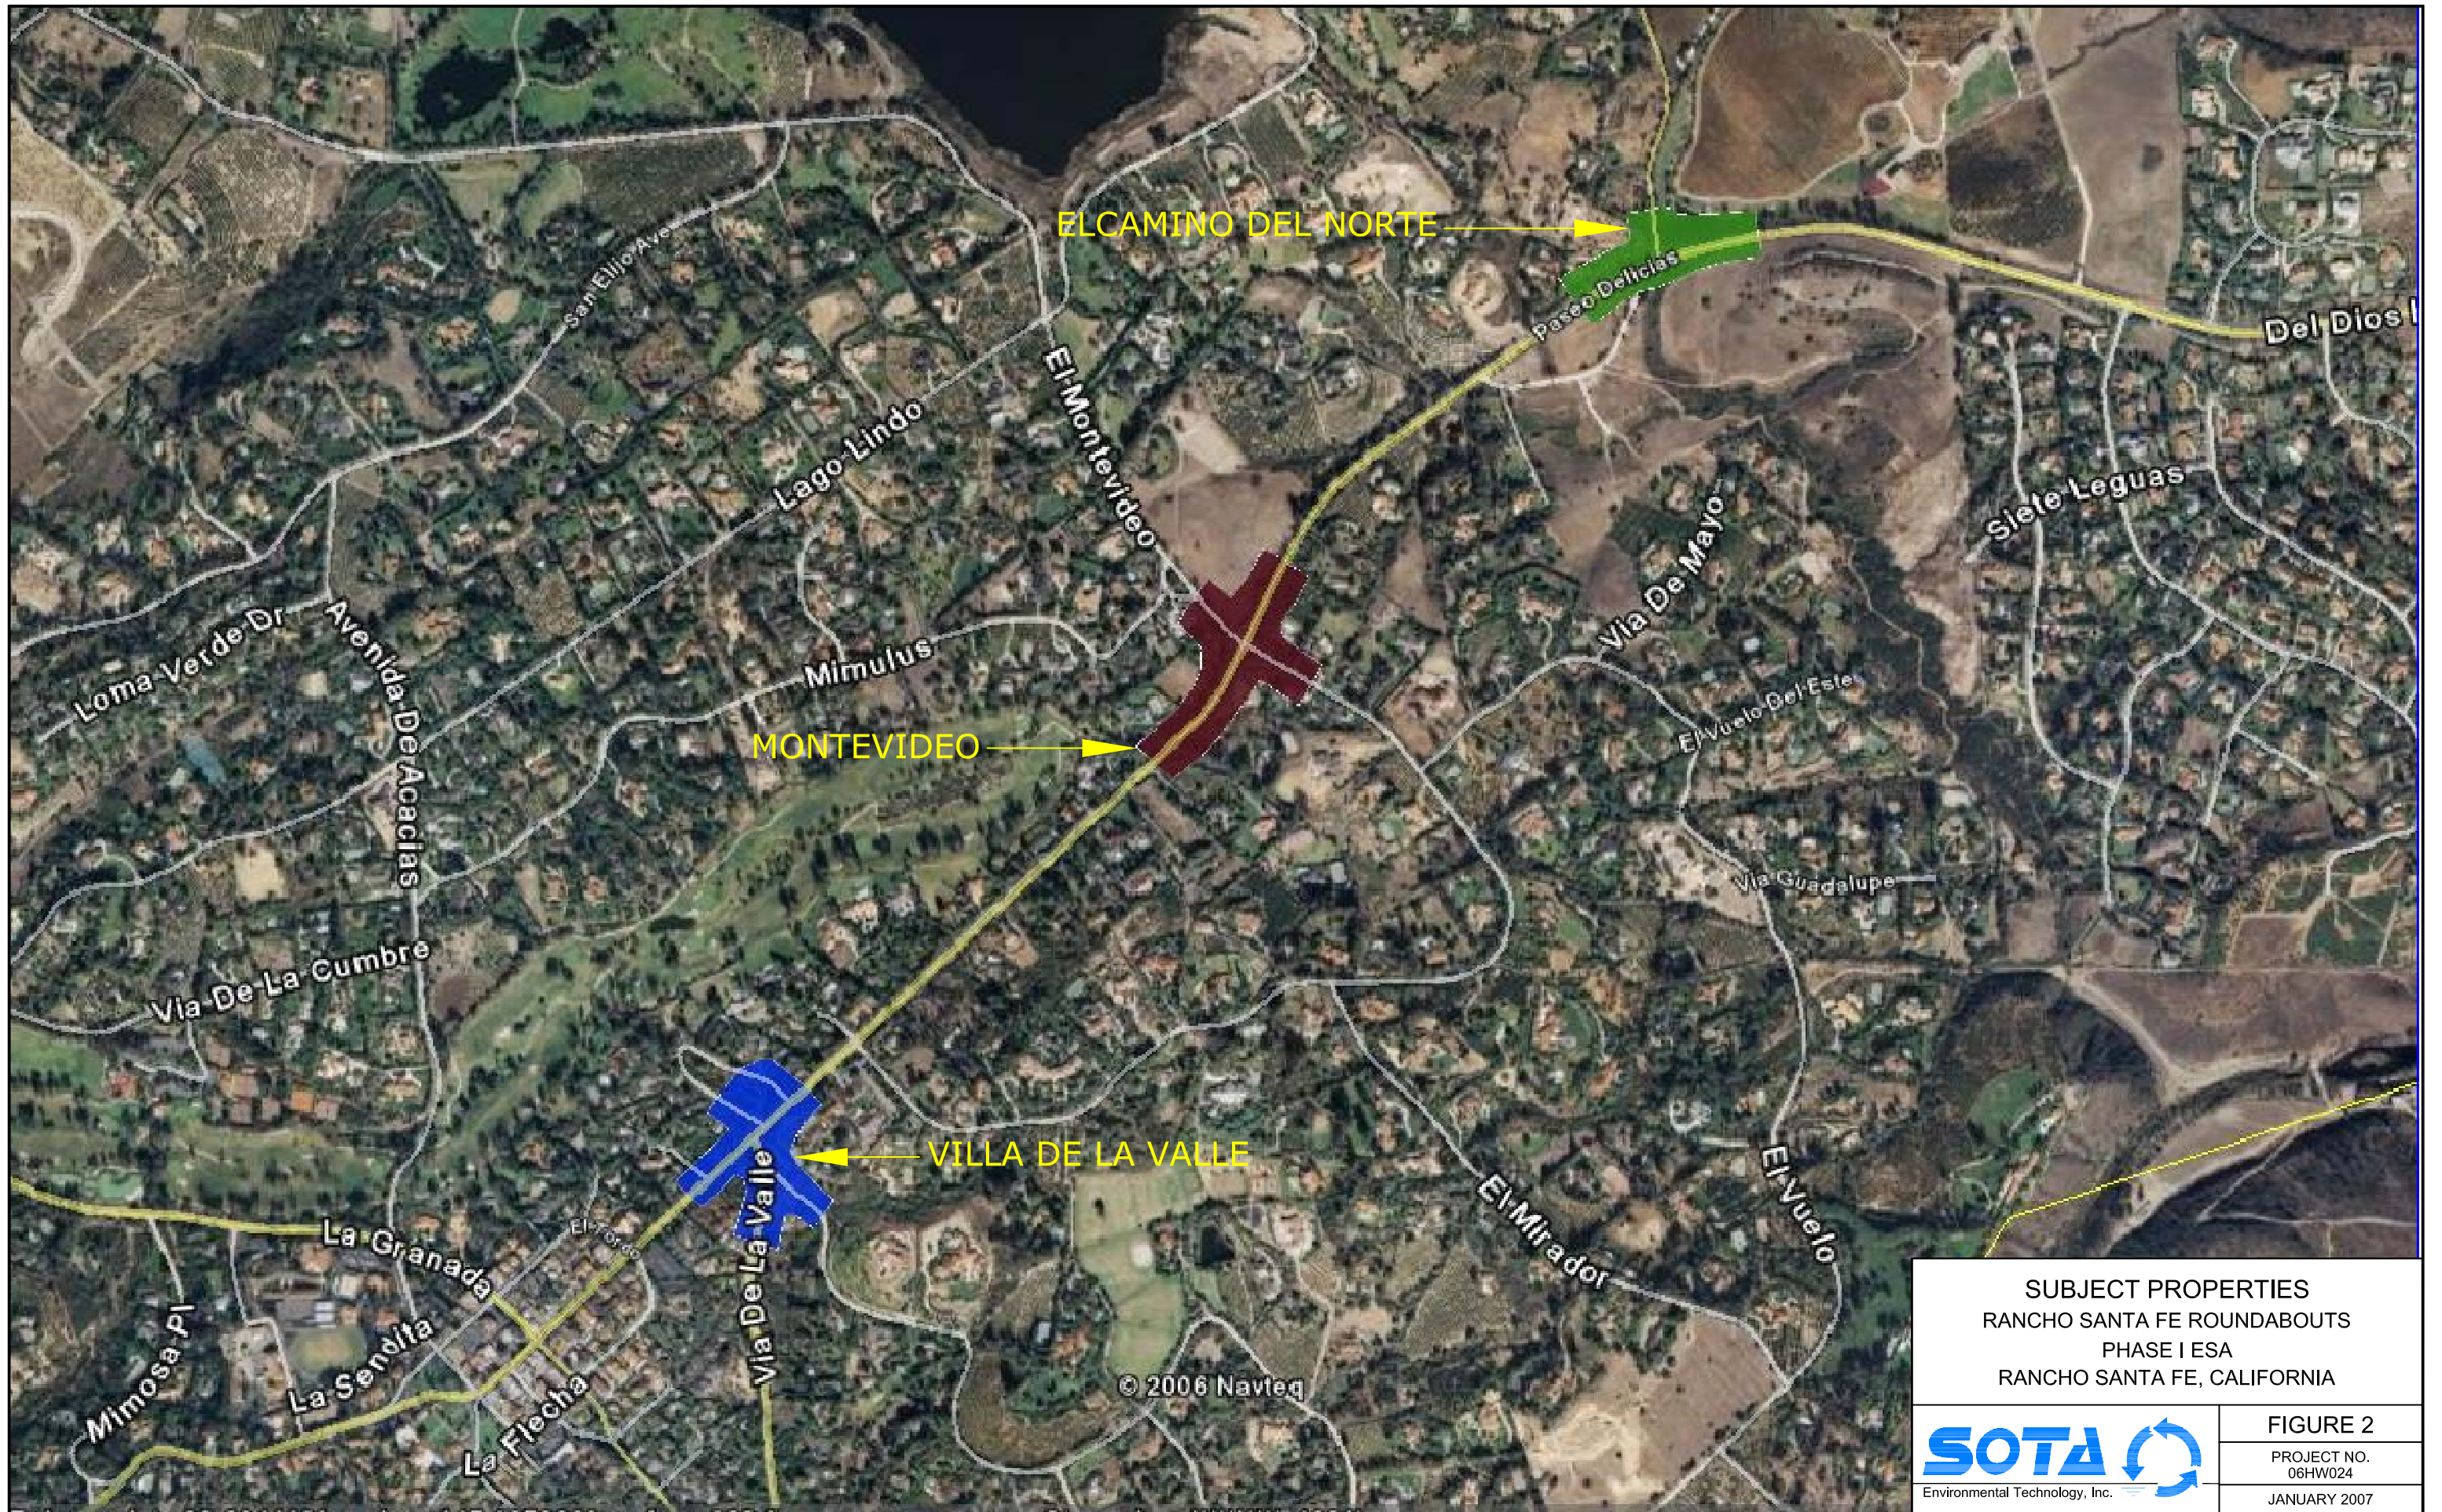 ELCAMINO DEL NORTE
Paseo Delicias
San Elijo Ave
Del Dios
El Montevideo
Lago Lindo
Siete Leguas
Via De Mayo
Loma Verde Dr
Avenida De Acacias
Mimulus
El Vuelo Del Este
MONTEVIDEO
Via Guadalupe
Via De La Cumbre
VILLA DE LA VALLE
Via De La Valle
El Mirador
El Vuelo
La Granada
El Tordo
Mimosa Pl
La Senoita
La Flecha
© 2006 Navteq
SUBJECT PROPERTIES
RANCHO SANTA FE ROUNDABOUTS
PHASE I ESA
RANCHO SANTA FE, CALIFORNIA
SOTA
Environmental Technology, Inc.
FIGURE 2
PROJECT NO.
06HW024
JANUARY 2007